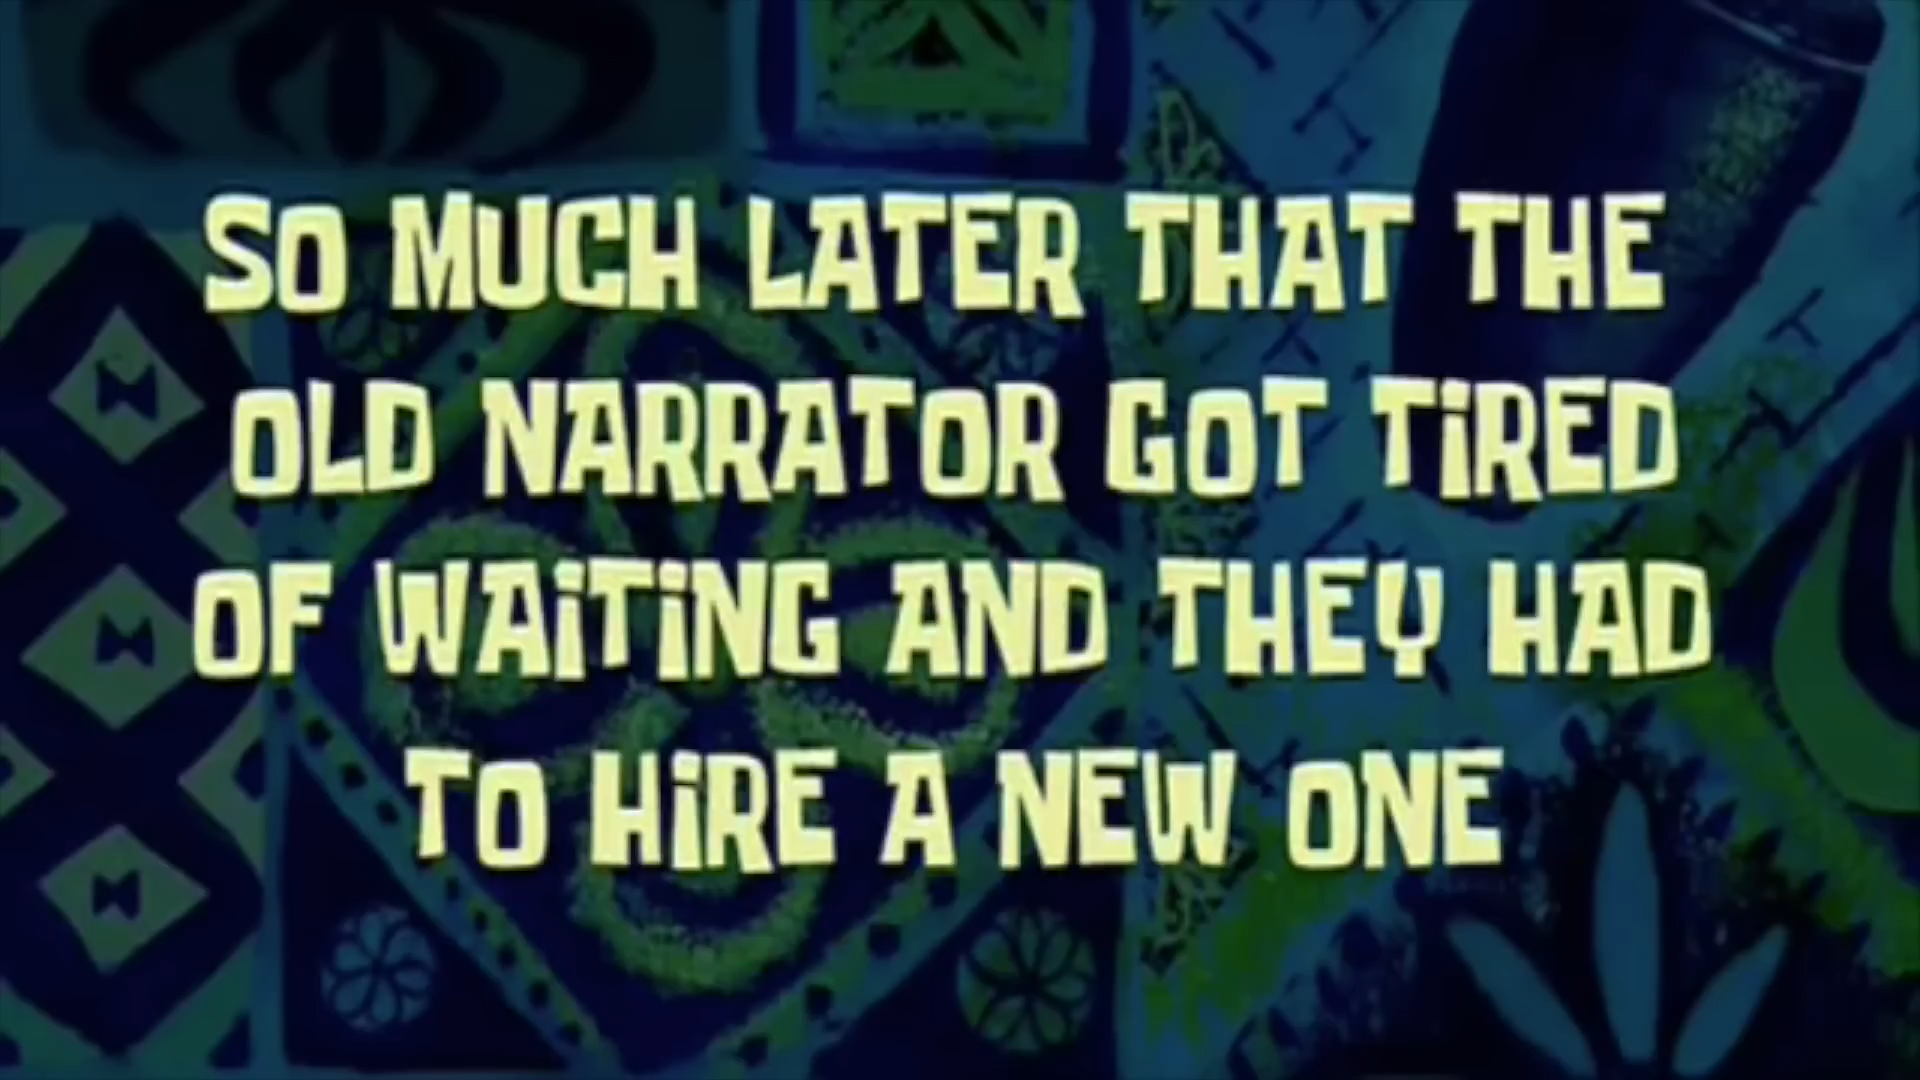 SO MUCH LATER THAT THE
OLD NARRATOR GOT TiRED
OF WAiTiNG AND THEY HAD
TO HiRE A NEW ONE